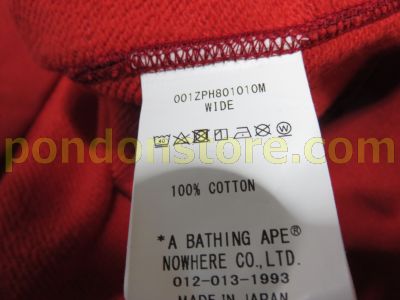 001ZPH801010M
WIDE
40
W
pondonstore.com
100% COTTON
*A BATHING APE®
NOWHERE CO.,LTD.
012-013-1993
MADE IN JAPAN